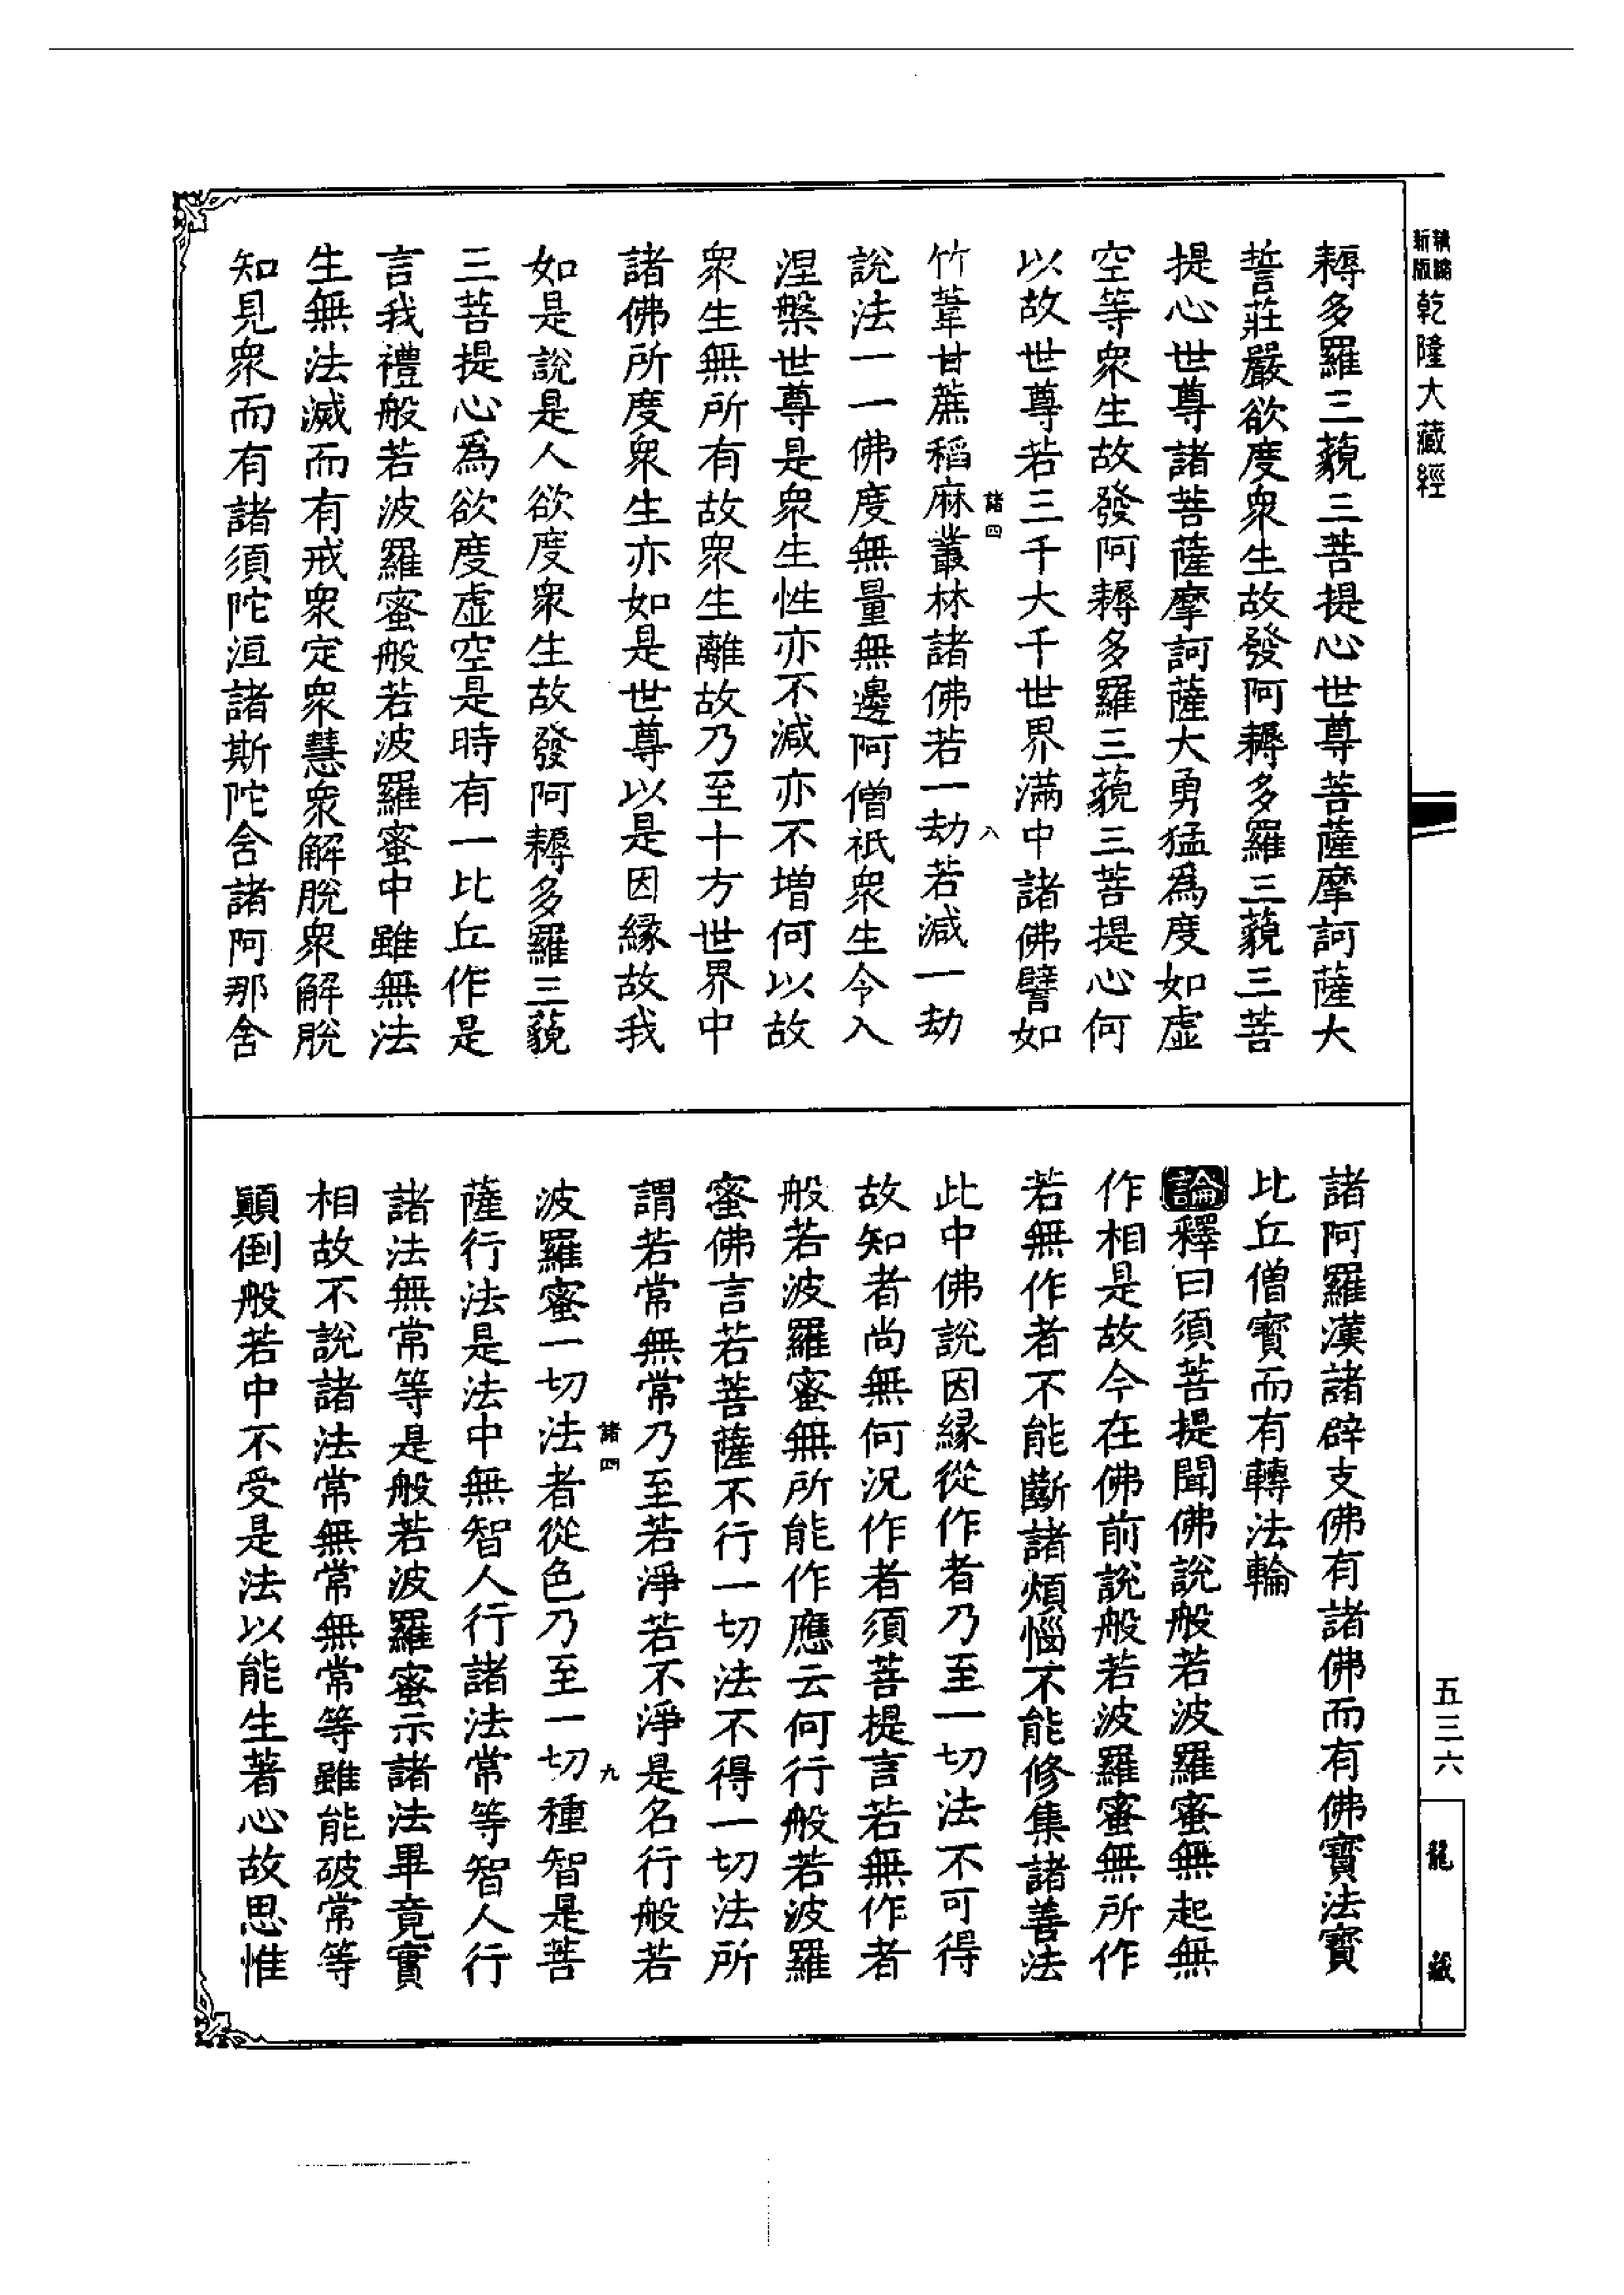 耨多羅三藐三菩提心世尊菩薩摩訶薩大
誓莊嚴欲度衆生故發阿耨多羅三藐三菩
提心世尊諸菩薩摩訶薩大勇猛爲度如虛
空等衆生故發阿耨多羅三藐三菩提心何
以故世尊若三千大千世界滿中諸佛譬如
諸四 八
竹葦甘蔗稻麻叢林諸佛若一劫若減一劫
說法一一佛度無量無邊阿僧祇衆生令入
涅槃世尊是衆生性亦不減亦不增何以故
衆生無所有故衆生離故乃至十方世界中
諸佛所度衆生亦如是世尊以是因緣故我
如是說是人欲度衆生故發阿耨多羅三藐
三菩提心爲欲度虛空是時有一比丘作是
言我禮般若波羅蜜般若波羅蜜中雖無法
生無法滅而有戒衆定衆慧衆解脫衆解脫
知見衆而有諸須陀洹諸斯陀含諸阿那含
諸阿羅漢諸辟支佛有諸佛而有佛寶法寶
比丘僧寶而有轉法輪
論釋曰須菩提聞佛說般若波羅蜜無起無
作相是故今在佛前說般若波羅蜜無所作
若無作者不能斷諸煩惱不能修集諸善法
此中佛說因緣從作者乃至一切法不可得
故知者尚無何況作者須菩提言若無作者
般若波羅蜜無所能作應云何行般若波羅
蜜佛言若菩薩不行一切法不得一切法所
謂若常無常乃至若淨若不淨是名行般若
諸四 九
波羅蜜一切法者從色乃至一切種智是菩
薩行法是法中無智人行諸法常等智人行
諸法無常等是般若波羅蜜示諸法畢竟實
相故不說諸法常無常無常等雖能破常等
顛倒般若中不受是法以能生著心故思惟
新版 精縮
乾隆大藏經
五三六
龍藏